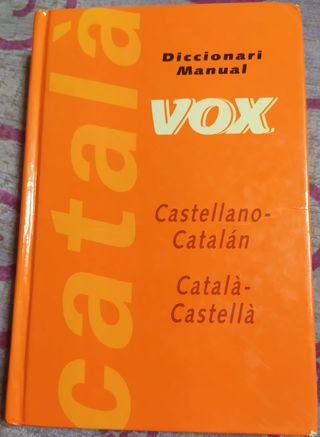 català
Diccionari
Manual
VOX
Castellano-
Catalán
Català-
Castellà